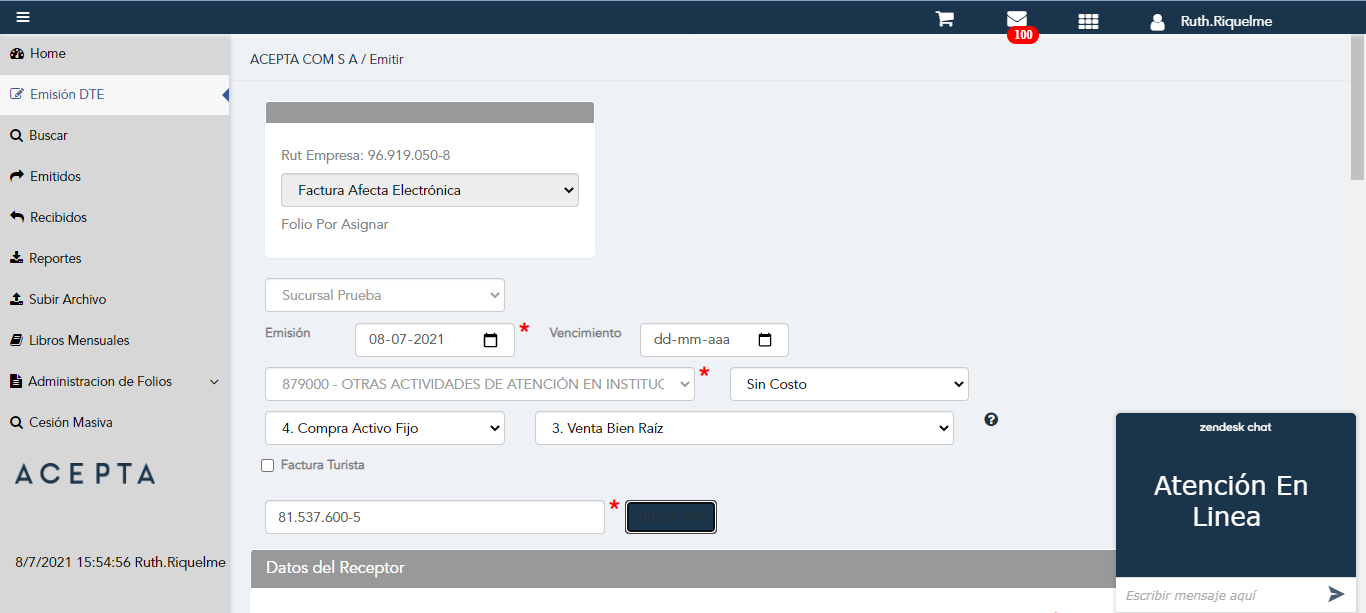 100
Ruth.Riquelme
Home
Emisión DTE
Buscar
Emitidos
Recibidos
Reportes
Subir Archivo
Libros Mensuales
Administracion de Folios
Cesión Masiva
ACEPTA
8/7/2021 15:54:56 Ruth.Riquelme
ACEPTA COM S A / Emitir
Rut Empresa: 96.919.050-8
Factura Afecta Electrónica
Folio Por Asignar
Sucursal Prueba
Emisión 08-07-2021 * Vencimiento dd-mm-aaa
879000 - OTRAS ACTIVIDADES DE ATENCIÓN EN INSTITUC * Sin Costo
4. Compra Activo Fijo 3. Venta Bien Raíz
Factura Turista
81.537.600-5 *
Datos del Receptor
zendesk chat
Atención En
Linea
Escribir mensaje aquí